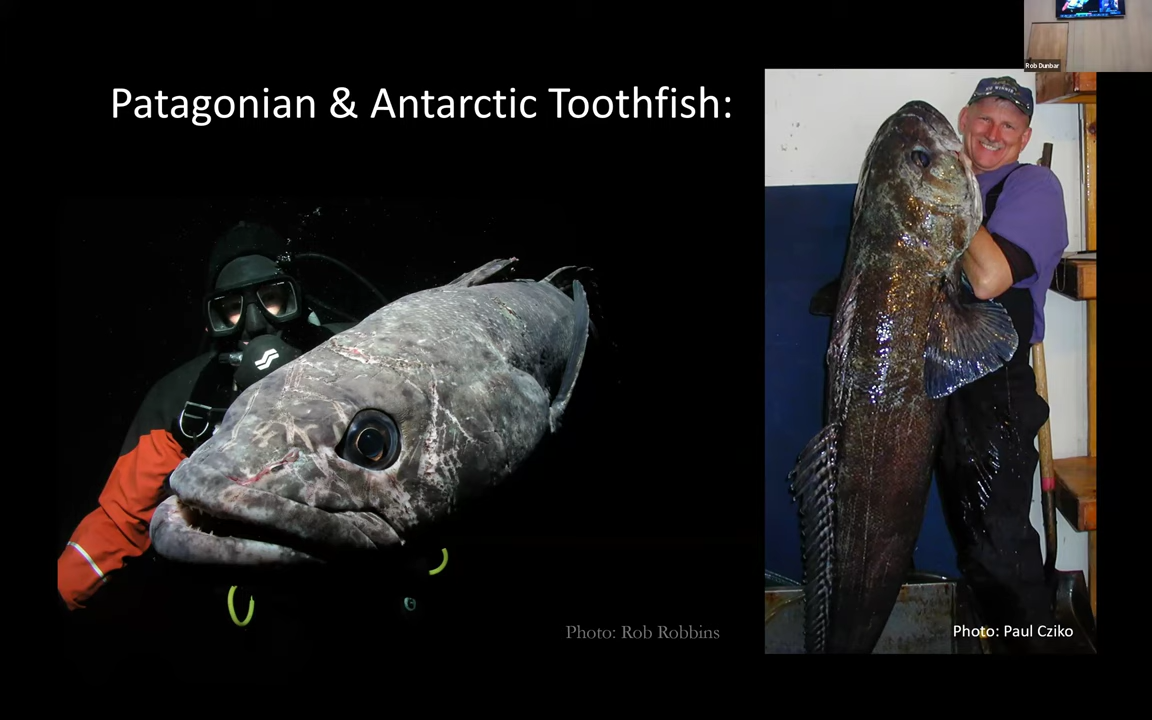 Patagonian & Antarctic Toothfish:
Rob Dunbar
Photo: Rob Robbins
Photo: Paul Cziko